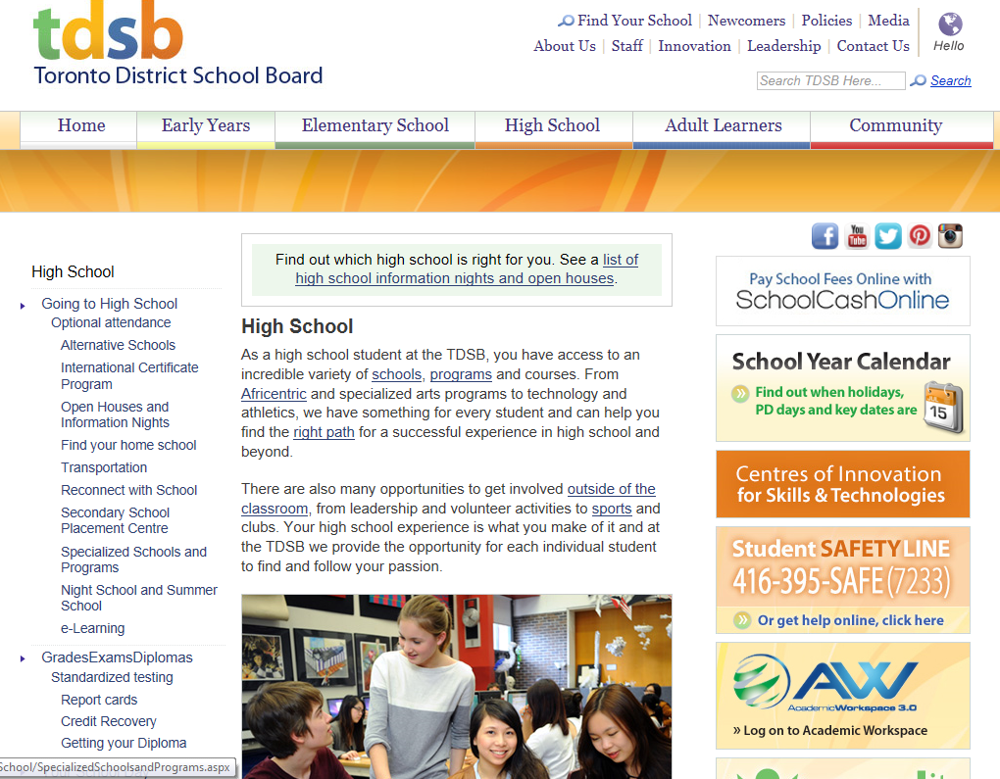 tdsb
Toronto District School Board
Find Your School | Newcomers | Policies | Media
About Us | Staff | Innovation | Leadership | Contact Us
Hello
Search TDSB Here...
Search
Home
Early Years
Elementary School
High School
Adult Learners
Community
High School
Going to High School
Optional attendance
Alternative Schools
International Certificate
Program
Open Houses and
Information Nights
Find your home school
Transportation
Reconnect with School
Secondary School
Placement Centre
Specialized Schools and
Programs
Night School and Summer
School
e-Learning
GradesExamsDiplomas
Standardized testing
Report cards
Credit Recovery
Getting your Diploma
School/SpecializedSchoolsandPrograms.aspx
Find out which high school is right for you. See a list of
high school information nights and open houses.
High School
As a high school student at the TDSB, you have access to an
incredible variety of schools, programs and courses. From
Africentric and specialized arts programs to technology and
athletics, we have something for every student and can help you
find the right path for a successful experience in high school and
beyond.
There are also many opportunities to get involved outside of the
classroom, from leadership and volunteer activities to sports and
clubs. Your high school experience is what you make of it and at
the TDSB we provide the opportunity for each individual student
to find and follow your passion.
You
Tube
Pay School Fees Online with
SchoolCashOnline
School Year Calendar
Find out when holidays,
PD days and key dates are
15
Centres of Innovation
for Skills & Technologies
Student SAFETY LINE
416-395-SAFE (7233)
Or get help online, click here
AW
AcademicWorkspace 3.0
» Log on to Academic Workspace